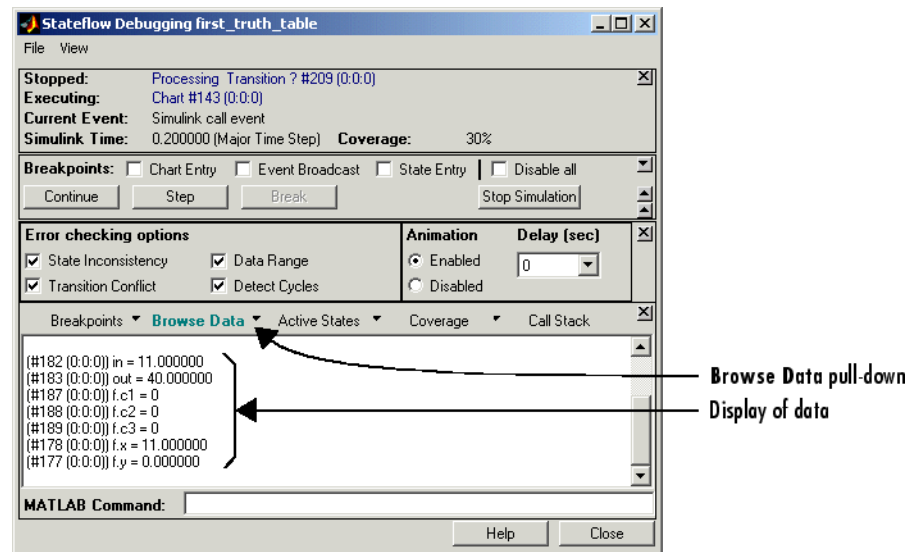 Stateflow Debugging first_truth_table
File View
Stopped: Processing Transition ? #209 (0:0:0)
Executing: Chart #143 (0:0:0)
Current Event: Simulink call event
Simulink Time: 0.200000 (Major Time Step) Coverage: 30%
Breakpoints: Chart Entry Event Broadcast State Entry Disable all
Continue Step Break Stop Simulation
Error checking options Animation Delay (sec)
State Inconsistency Data Range Enabled 0
Transition Conflict Detect Cycles Disabled
Breakpoints Browse Data Active States Coverage Call Stack
(#182 (0:0:0)) in = 11.000000
(#183 (0:0:0)) out = 40.000000
(#187 (0:0:0)) f.c1 = 0
(#188 (0:0:0)) f.c2 = 0
(#189 (0:0:0)) f.c3 = 0
(#178 (0:0:0)) f.x = 11.000000
(#177 (0:0:0)) f.y = 0.000000
Browse Data pull-down
Display of data
MATLAB Command:
Help Close